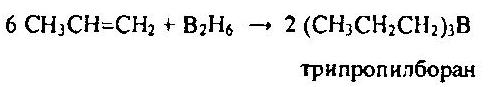 6 CH₃CH=CH₂ + B₂H₆ → 2 (CH₃CH₂CH₂)₃B
трипропилборан